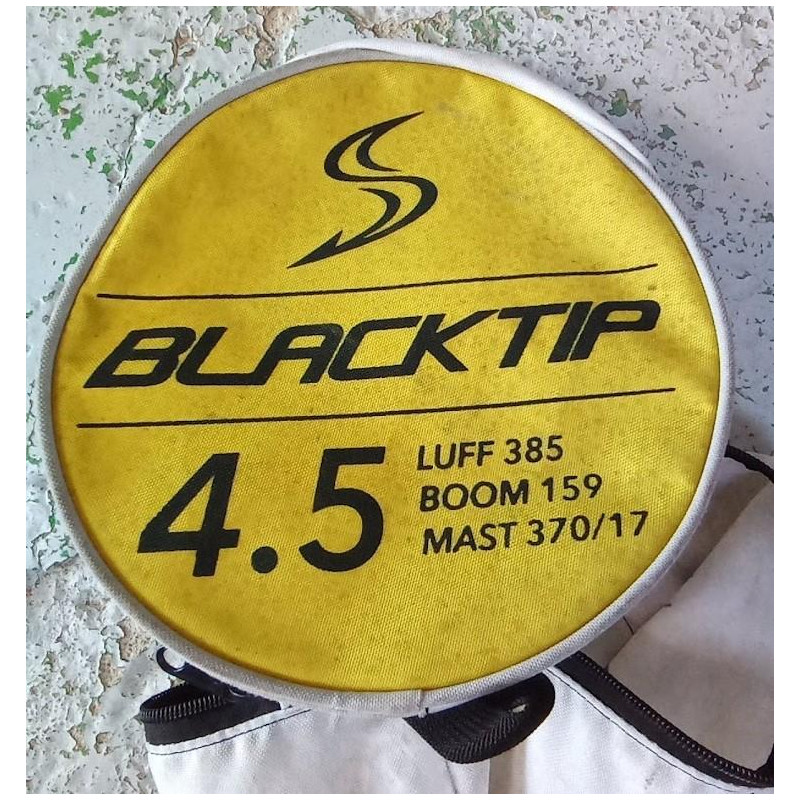 BLACKTIP
4.5
LUFF 385
BOOM 159
MAST 370/17